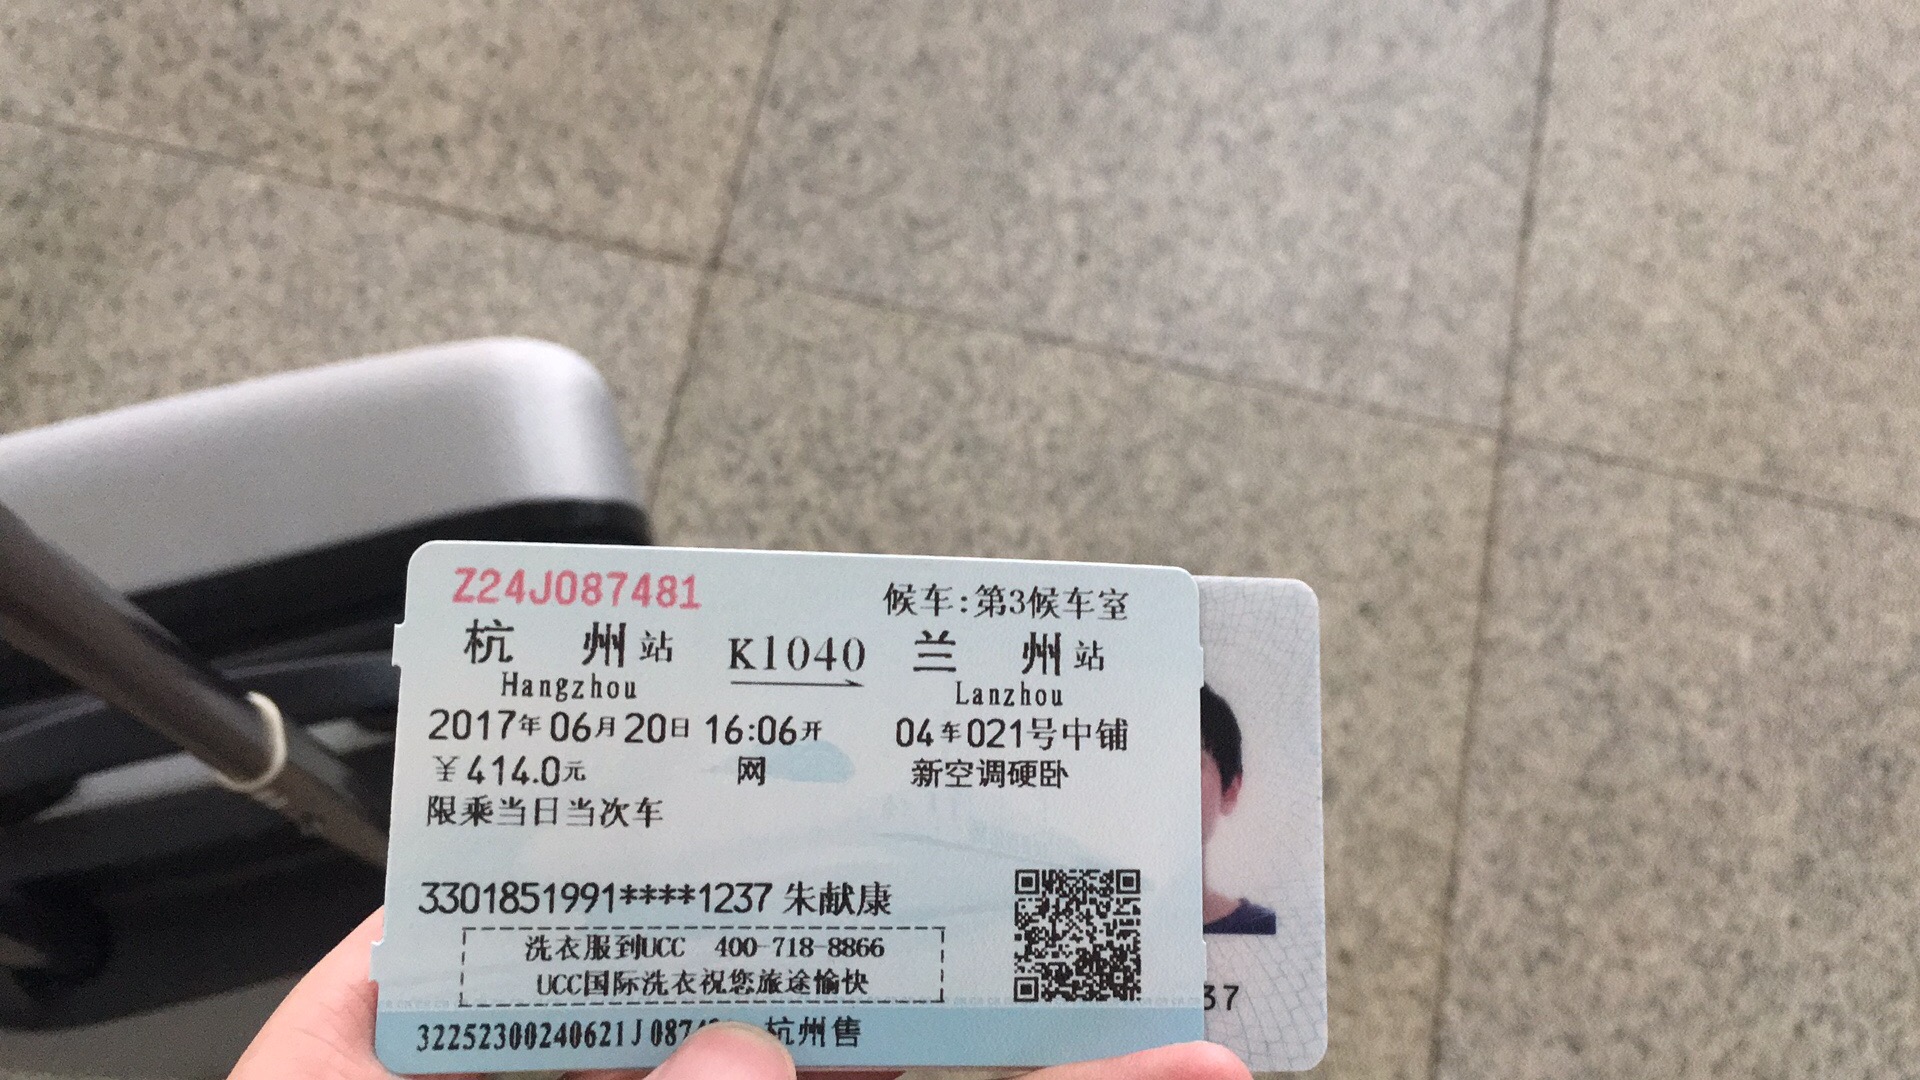 Z24J087481 候车:第3候车室
杭州站 K1040 兰州站
Hangzhou Lanzhou
2017年06月20日 16:06开 04车021号中铺
¥414.0元 网 新空调硬卧
限乘当日当次车
3301851991****1237 朱献康
洗衣服到UCC 400-718-8866
UCC国际洗衣祝您旅途愉快
32252300240621J087 杭州售
37